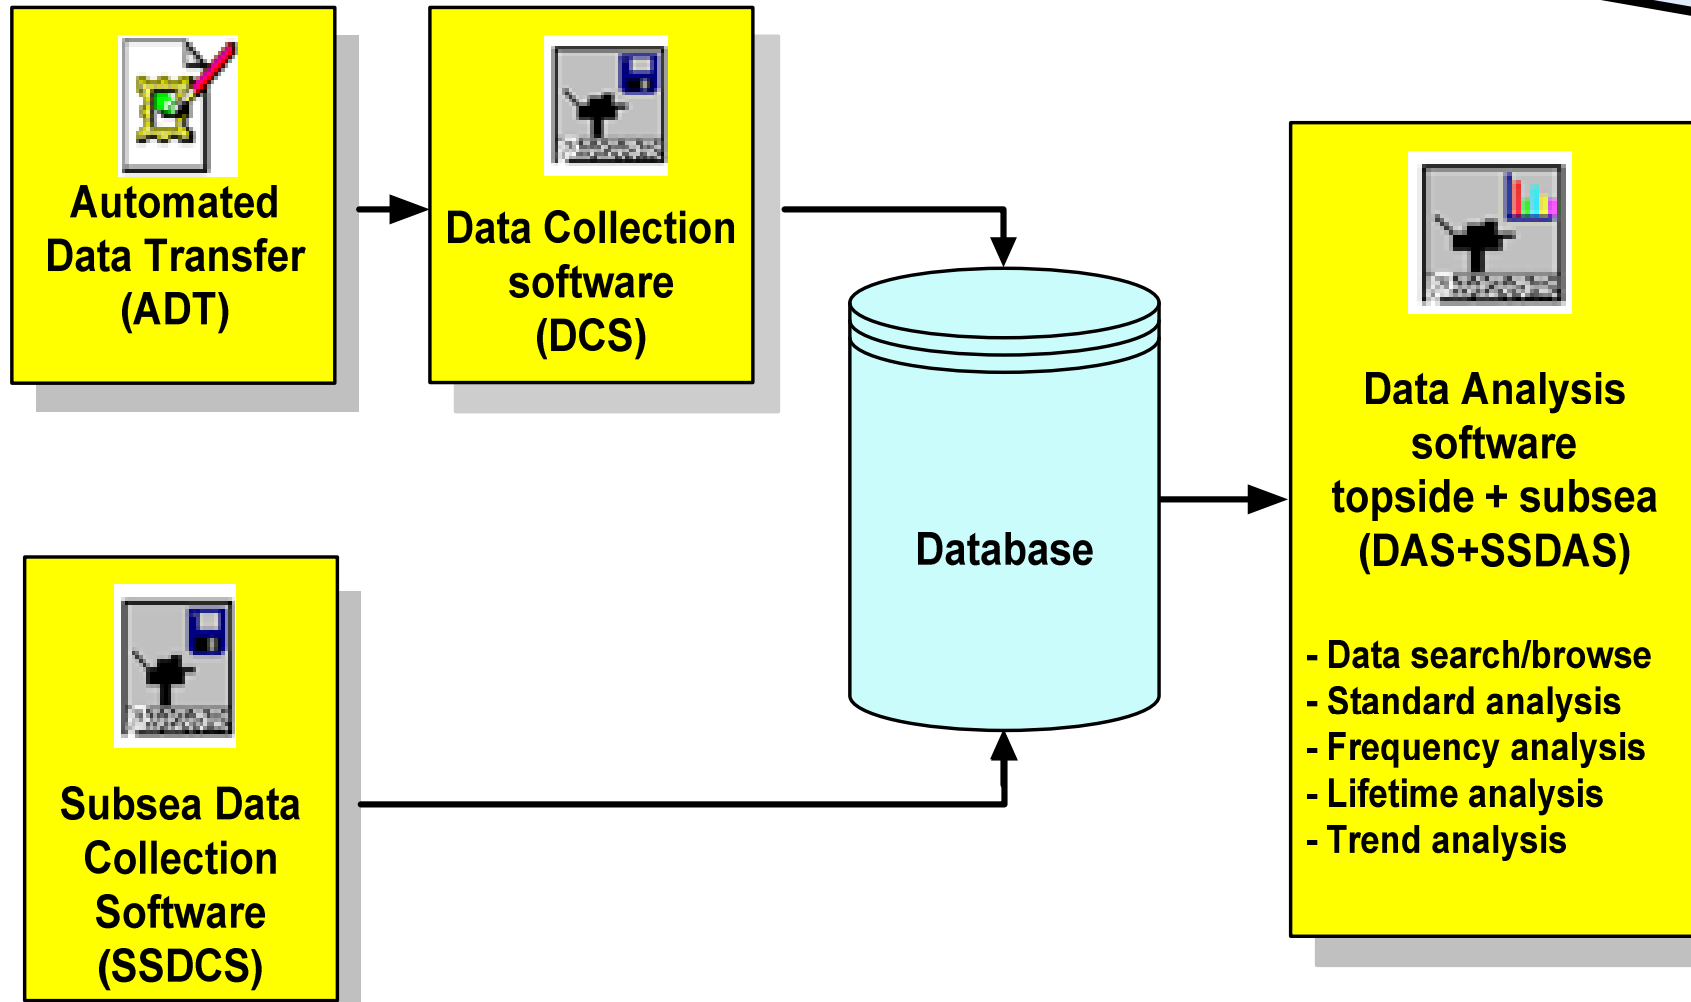 Automated
Data Transfer
(ADT)
Data Collection
software
(DCS)
Database
Data Analysis
software
topside + subsea
(DAS+SSDAS)
- Data search/browse
- Standard analysis
- Frequency analysis
- Lifetime analysis
- Trend analysis
Subsea Data
Collection
Software
(SSDCS)